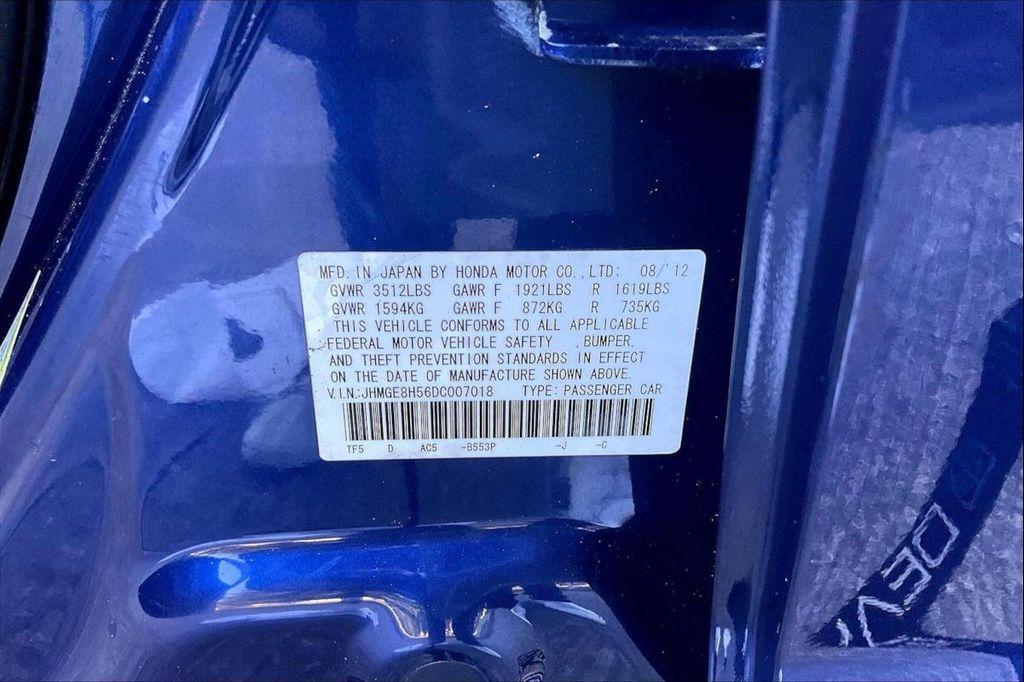 MFD. IN JAPAN BY HONDA MOTOR CO., LTD: 08/'12
GVWR 3512LBS GAWR F 1921LBS R 1619LBS
GVWR 1594KG GAWR F 872KG R 735KG
THIS VEHICLE CONFORMS TO ALL APPLICABLE
FEDERAL MOTOR VEHICLE SAFETY , BUMPER,
AND THEFT PREVENTION STANDARDS IN EFFECT
ON THE DATE OF MANUFACTURE SHOWN ABOVE.
V.I.N.:JHMGE8H56DC007018 TYPE: PASSENGER CAR
TF5 D AC5 -B553P -J -C